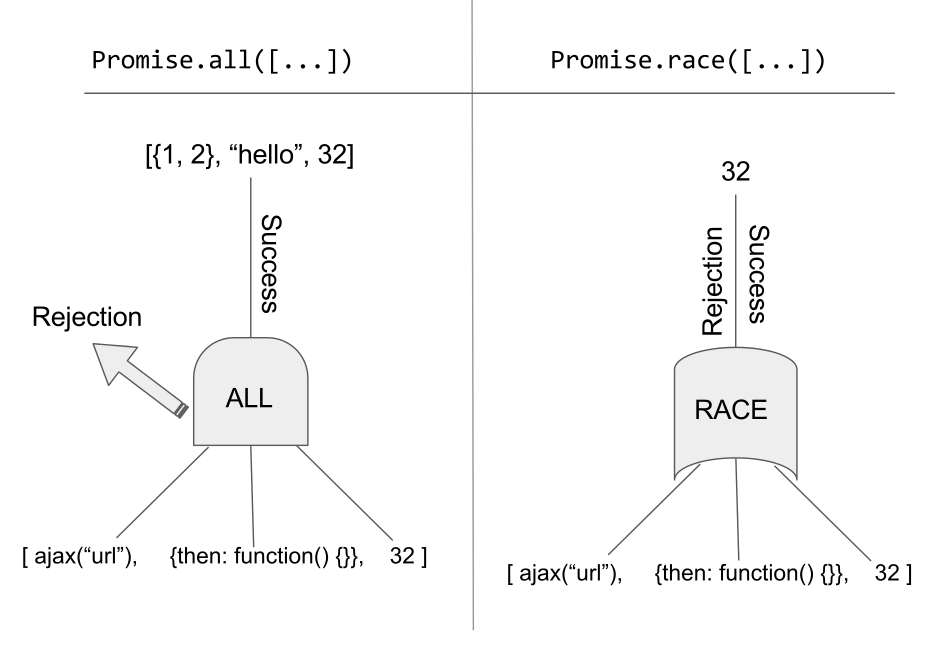 Promise.all([...])
[{1, 2}, “hello”, 32]
Success
Rejection
ALL
[ ajax(“url”), {then: function() {}}, 32 ]
Promise.race([...])
32
Rejection
Success
RACE
[ ajax(“url”), {then: function() {}}, 32 ]